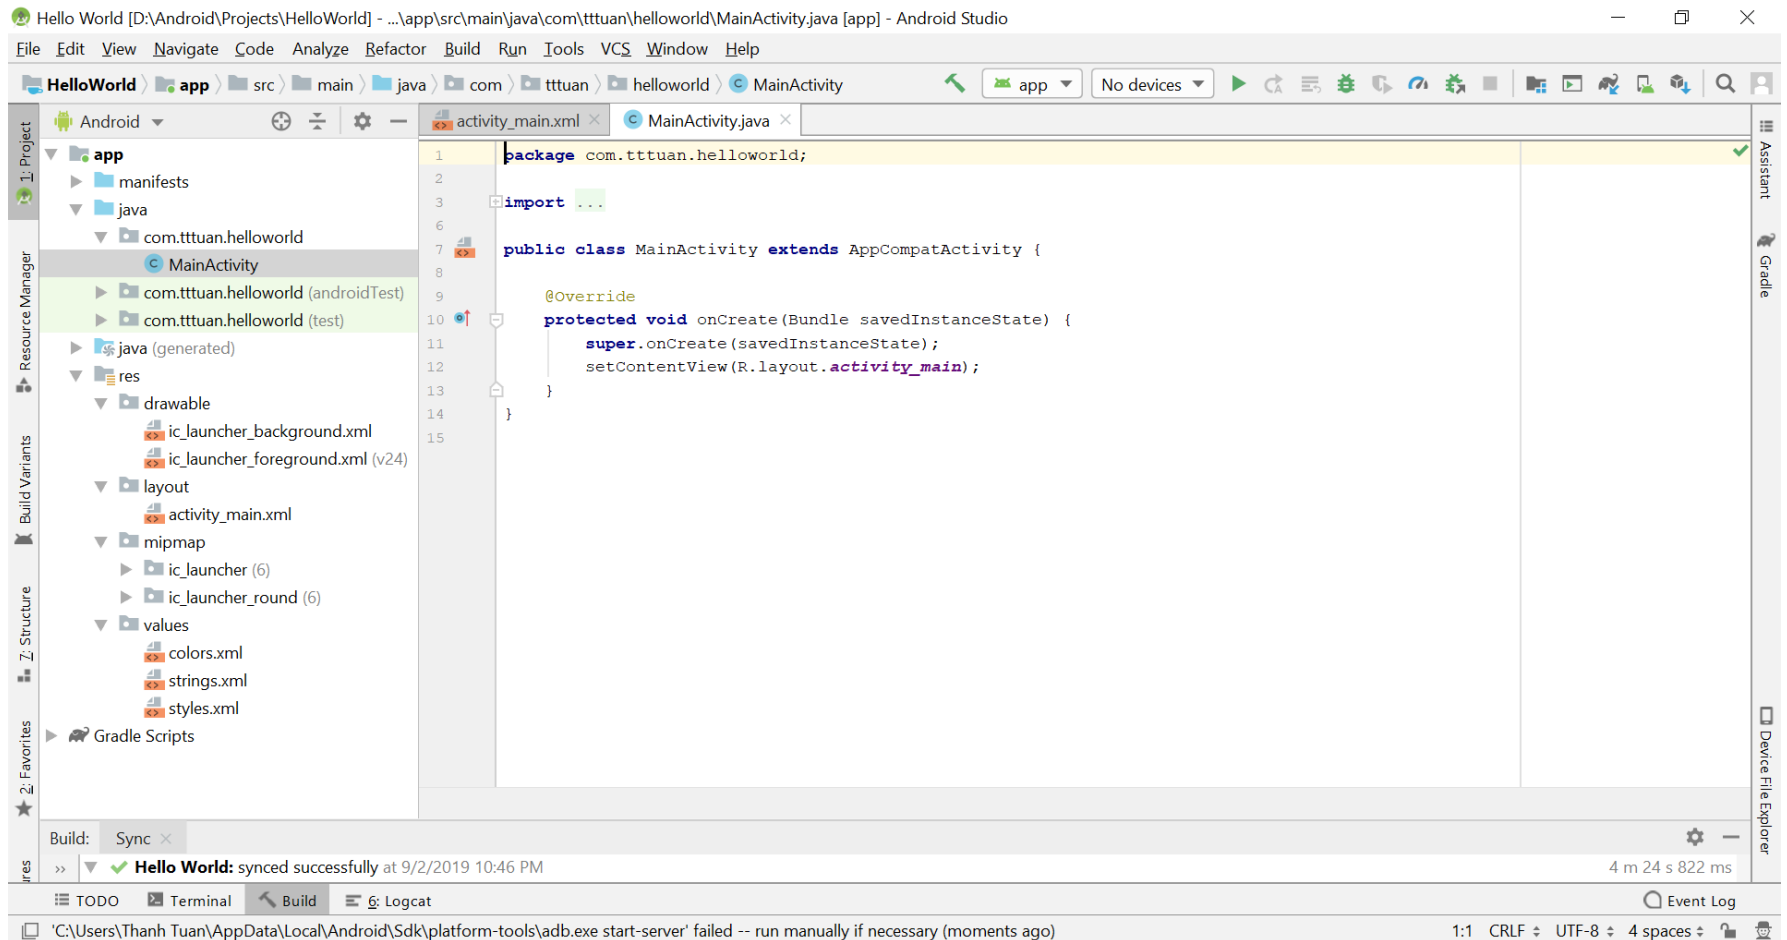 Hello World [D:\Android\Projects\HelloWorld] - ...\app\src\main\java\com\tttuan\helloworld\MainActivity.java [app] - Android Studio
File Edit View Navigate Code Analyze Refactor Build Run Tools VCS Window Help
HelloWorld app src main java com tttuan helloworld C MainActivity app No devices
Android
activity_main.xml C MainActivity.java
1: Project
Resource Manager
Build Variants
7: Structure
2: Favorites
app
manifests
java
com.tttuan.helloworld
C MainActivity
com.tttuan.helloworld (androidTest)
com.tttuan.helloworld (test)
java (generated)
res
drawable
ic_launcher_background.xml
ic_launcher_foreground.xml (v24)
layout
activity_main.xml
mipmap
ic_launcher (6)
ic_launcher_round (6)
values
colors.xml
strings.xml
styles.xml
Gradle Scripts
1 package com.tttuan.helloworld;
2
3 import ...
6
7 public class MainActivity extends AppCompatActivity {
8
9 @Override
10 protected void onCreate(Bundle savedInstanceState) {
11 super.onCreate(savedInstanceState);
12 setContentView(R.layout.activity_main);
13 }
14 }
15
Assistant
Gradle
Device File Explorer
Build: Sync
Hello World: synced successfully at 9/2/2019 10:46 PM 4 m 24 s 822 ms
TODO Terminal Build 6: Logcat Event Log
'C:\Users\Thanh Tuan\AppData\Local\Android\Sdk\platform-tools\adb.exe start-server' failed -- run manually if necessary (moments ago) 1:1 CRLF UTF-8 4 spaces